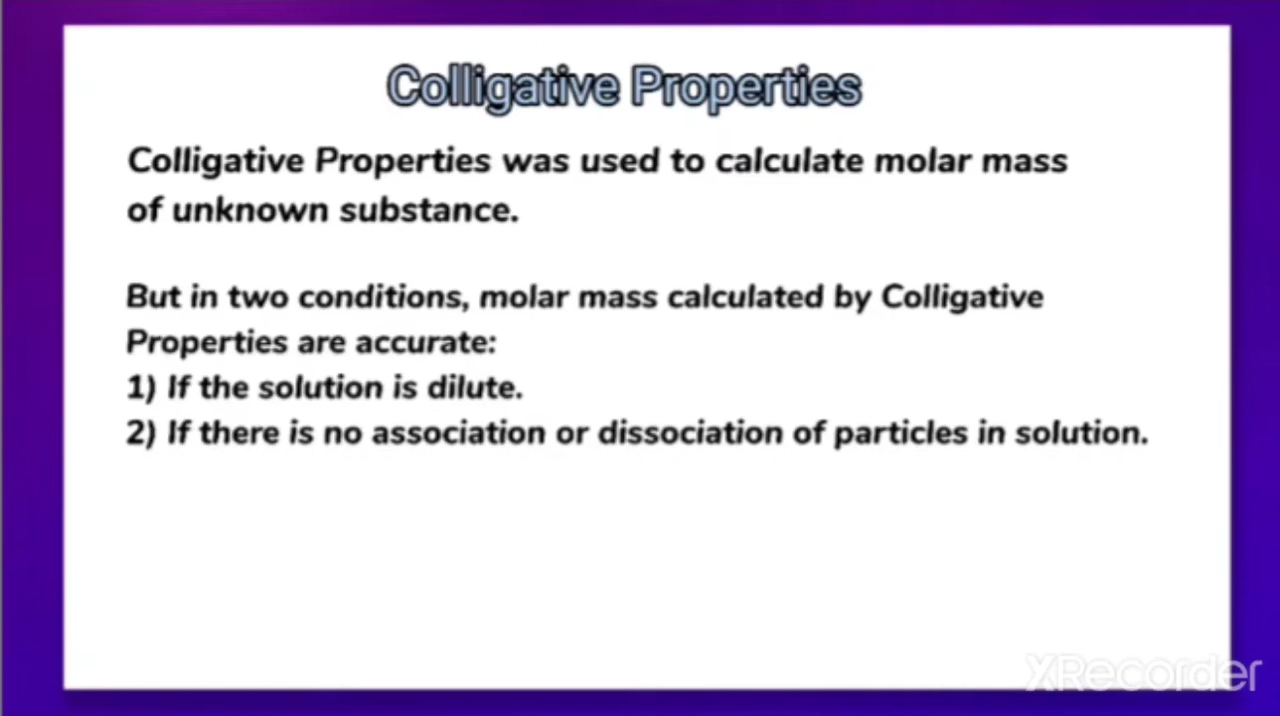 Colligative Properties
Colligative Properties was used to calculate molar mass
of unknown substance.
But in two conditions, molar mass calculated by Colligative
Properties are accurate:
1) If the solution is dilute.
2) If there is no association or dissociation of particles in solution.
XRecorder